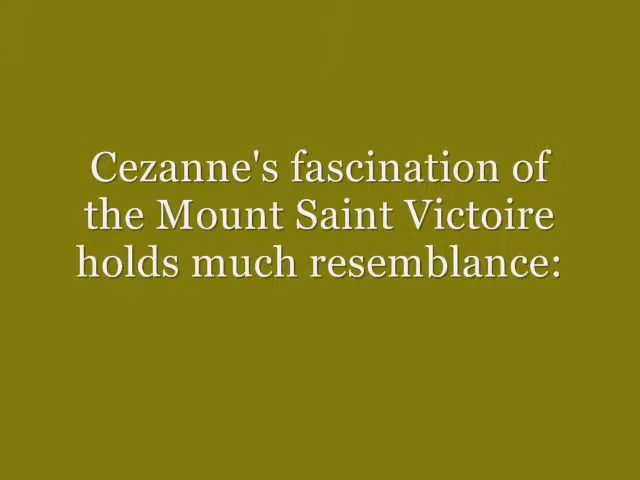 Cezanne's fascination of
the Mount Saint Victoire
holds much resemblance: